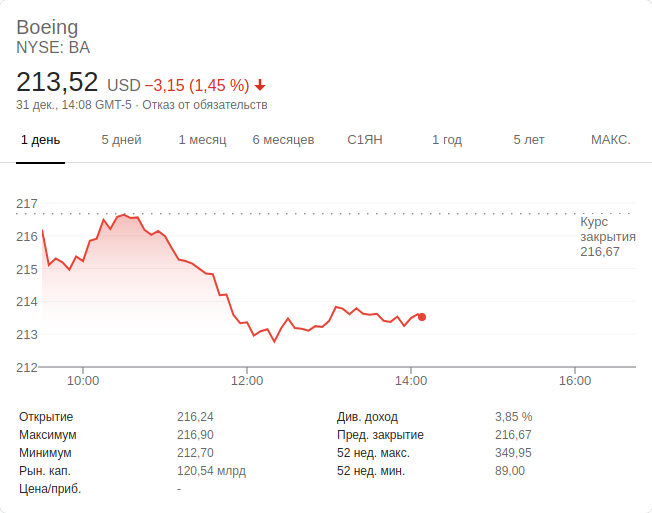 Boeing
NYSE: BA
213,52 USD −3,15 (1,45 %)
31 дек., 14:08 GMT-5 · Отказ от обязательств
1 день 5 дней 1 месяц 6 месяцев С1ЯН 1 год 5 лет МАКС.
217
216
215
214
213
212
Курс
закрытия
216,67
10:00 12:00 14:00 16:00
Открытие 216,24 Див. доход 3,85 %
Максимум 216,90 Пред. закрытие 216,67
Минимум 212,70 52 нед. макс. 349,95
Рын. кап. 120,54 млрд 52 нед. мин. 89,00
Цена/приб. -